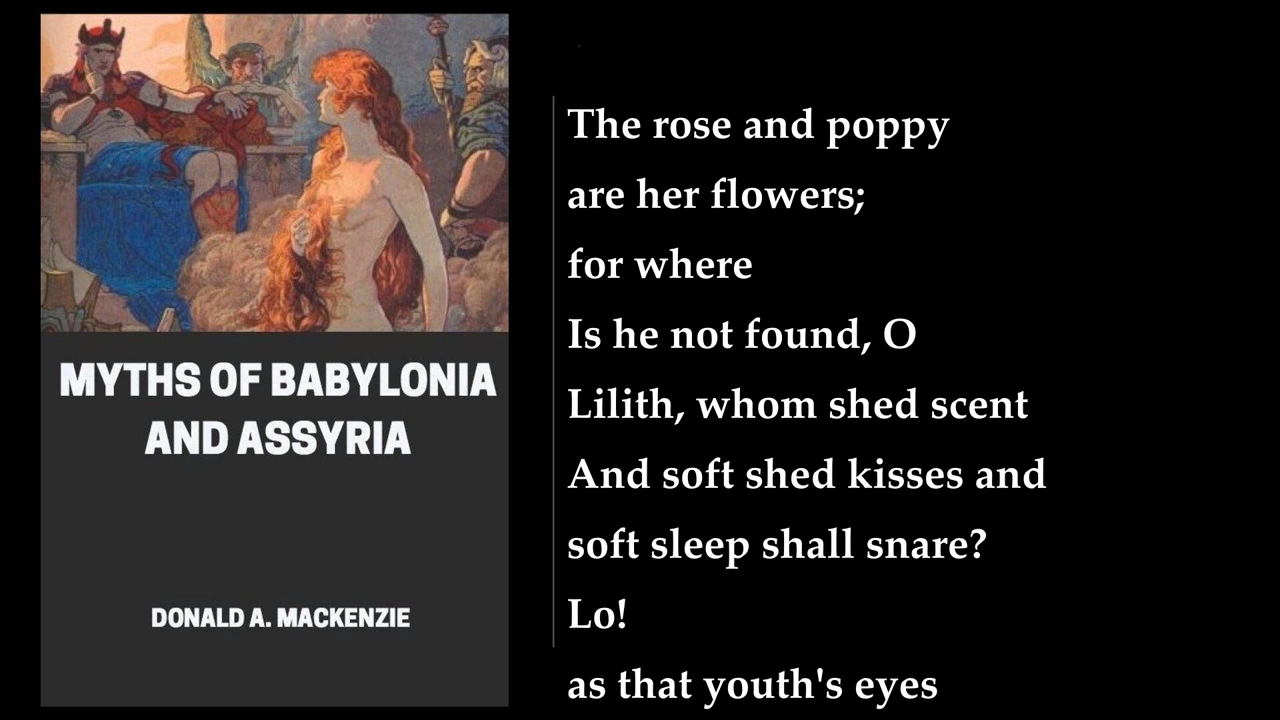 MYTHS OF BABYLONIA
AND ASSYRIA
DONALD A. MACKENZIE
The rose and poppy
are her flowers;
for where
Is he not found, O
Lilith, whom shed scent
And soft shed kisses and
soft sleep shall snare?
Lo!
as that youth's eyes